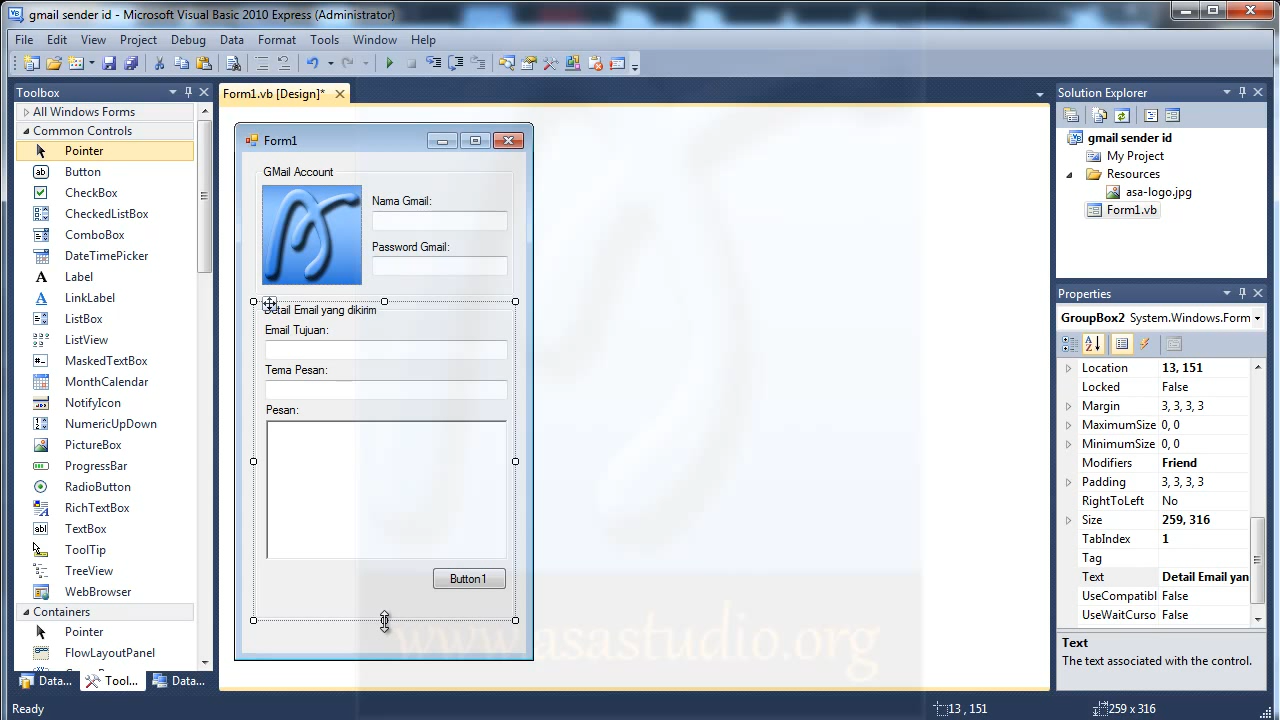 gmail sender id - Microsoft Visual Basic 2010 Express (Administrator)
File Edit View Project Debug Data Format Tools Window Help
Toolbox
All Windows Forms
Common Controls
Pointer
Button
CheckBox
CheckedListBox
ComboBox
DateTimePicker
Label
LinkLabel
ListBox
ListView
MaskedTextBox
MonthCalendar
NotifyIcon
NumericUpDown
PictureBox
ProgressBar
RadioButton
RichTextBox
TextBox
ToolTip
TreeView
WebBrowser
Containers
Pointer
FlowLayoutPanel
Data... Tool... Data...
Form1.vb [Design]*
Form1
GMail Account
Nama Gmail:
Password Gmail:
Detail Email yang dikirim
Email Tujuan:
Tema Pesan:
Pesan:
Button1
www.asastudio.org
Solution Explorer
gmail sender id
My Project
Resources
asa-logo.jpg
Form1.vb
Properties
GroupBox2 System.Windows.Form
Location 13, 151
Locked False
Margin 3, 3, 3, 3
MaximumSize 0, 0
MinimumSize 0, 0
Modifiers Friend
Padding 3, 3, 3, 3
RightToLeft No
Size 259, 316
TabIndex 1
Tag
Text Detail Email yan
UseCompatibl False
UseWaitCurso False
Text
The text associated with the control.
Ready
13 , 151
259 x 316